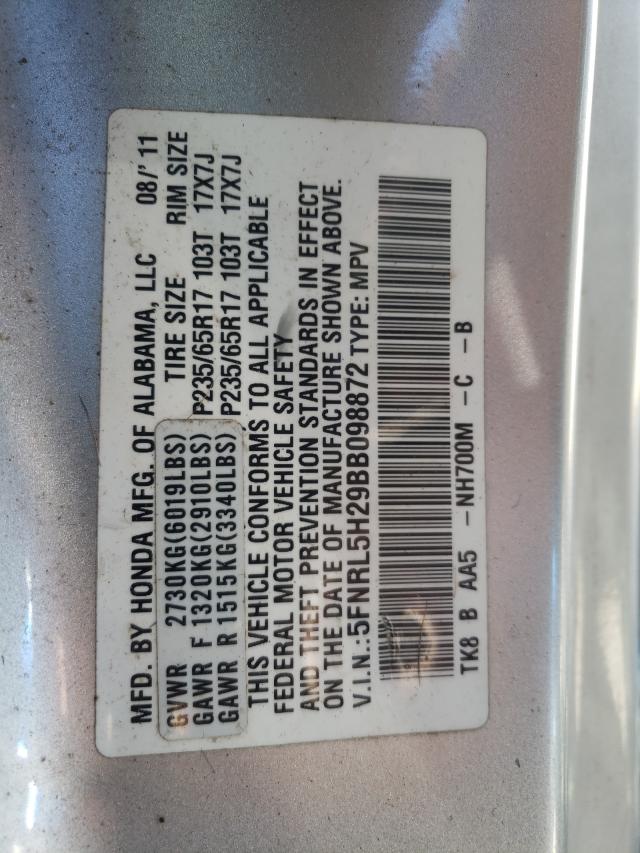 MFD. BY HONDA MFG. OF ALABAMA, LLC 08/'11
GVWR 2730KG(6019LBS) TIRE SIZE RIM SIZE
GAWR F 1320KG(2910LBS) P235/65R17 103T 17X7J
GAWR R 1515KG(3340LBS) P235/65R17 103T 17X7J
THIS VEHICLE CONFORMS TO ALL APPLICABLE
FEDERAL MOTOR VEHICLE SAFETY
AND THEFT PREVENTION STANDARDS IN EFFECT
ON THE DATE OF MANUFACTURE SHOWN ABOVE.
V.I.N.:5FNRL5H29BB098872 TYPE: MPV
TK8 B AA5 -NH700M -C -B